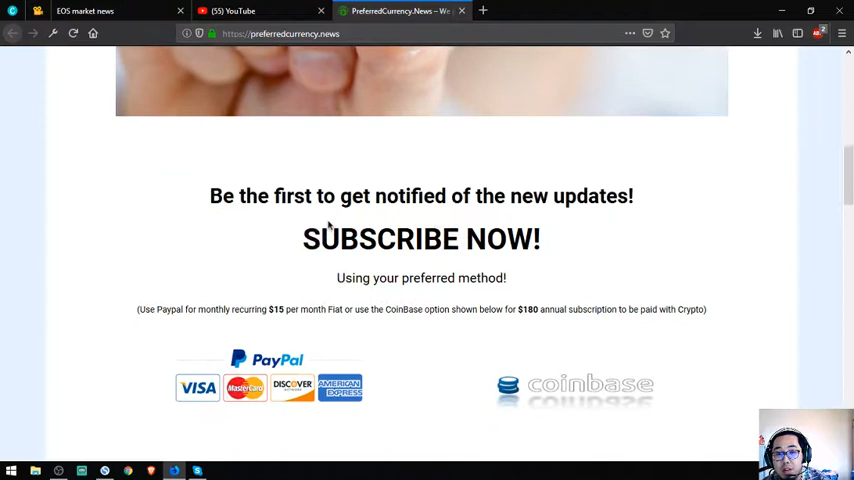 EOS market news
(55) YouTube
PreferredCurrency.News – We
https://preferredcurrency.news
2
Be the first to get notified of the new updates!
SUBSCRIBE NOW!
Using your preferred method!
(Use Paypal for monthly recurring $15 per month Fiat or use the CoinBase option shown below for $180 annual subscription to be paid with Crypto)
PayPal
coinbase
VISA
MasterCard
DISCOVER
NETWORK
AMERICAN
EXPRESS